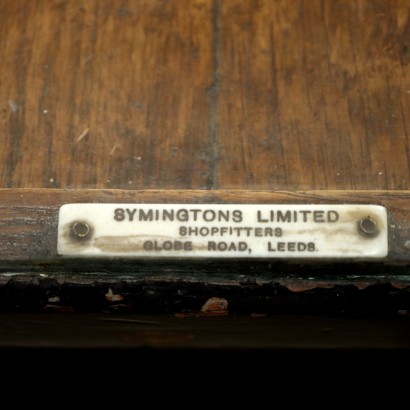 SYMINGTONS LIMITED
SHOPFITTERS
GLOBE ROAD, LEEDS.